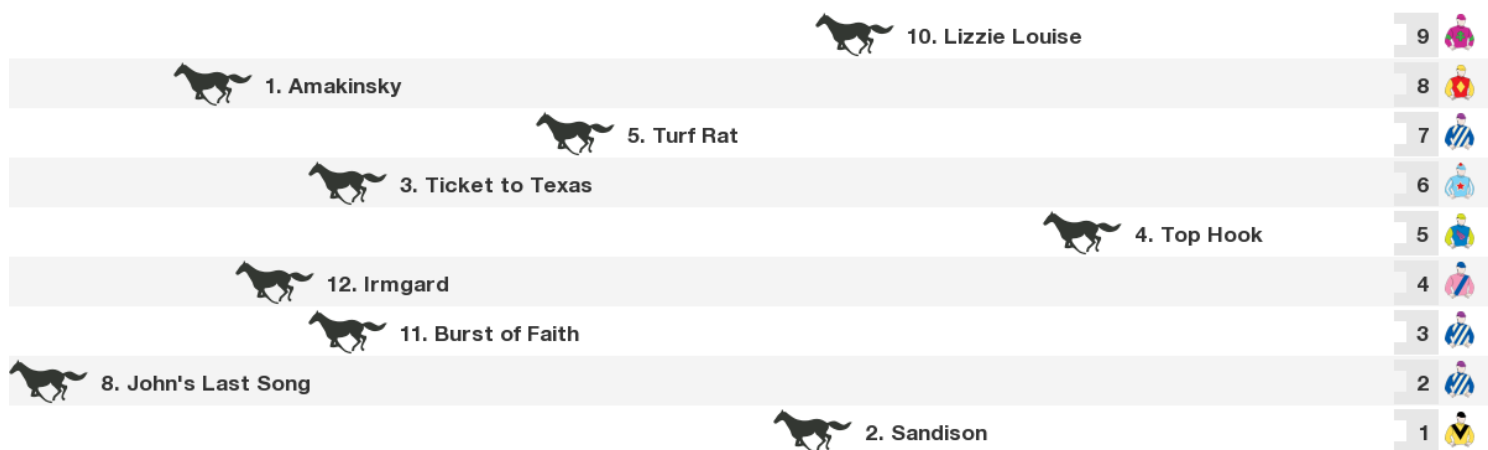 10. Lizzie Louise 9
1. Amakinsky 8
5. Turf Rat 7
3. Ticket to Texas 6
4. Top Hook 5
12. Irmgard 4
11. Burst of Faith 3
8. John's Last Song 2
2. Sandison 1